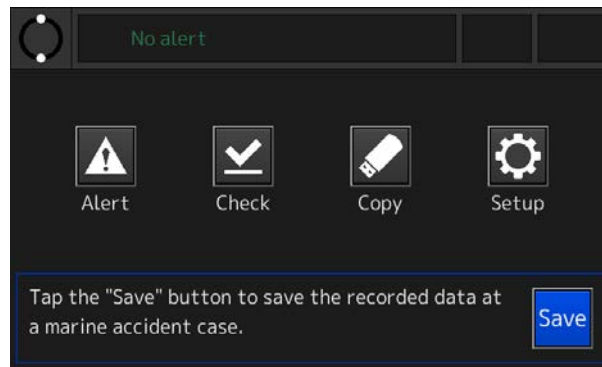 No alert
Alert Check Copy Setup
Tap the "Save" button to save the recorded data at
a marine accident case.
Save